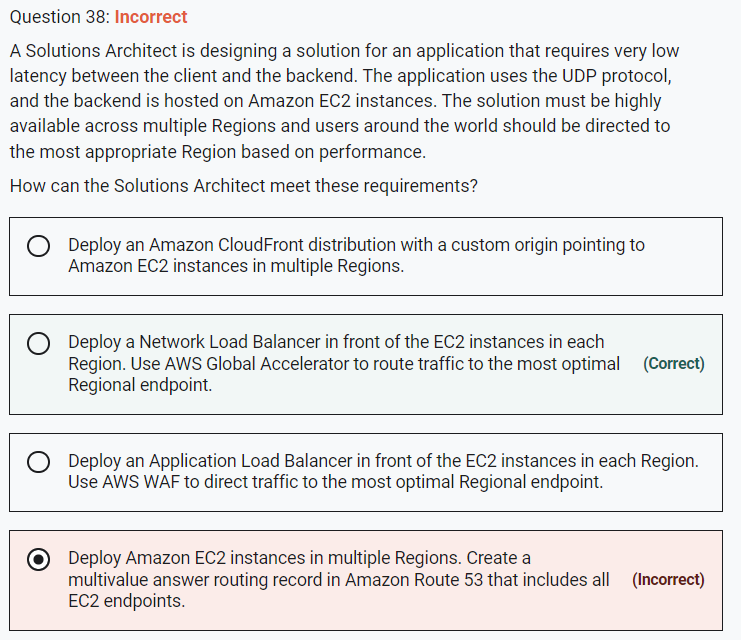 Question 38: Incorrect
A Solutions Architect is designing a solution for an application that requires very low
latency between the client and the backend. The application uses the UDP protocol,
and the backend is hosted on Amazon EC2 instances. The solution must be highly
available across multiple Regions and users around the world should be directed to
the most appropriate Region based on performance.
How can the Solutions Architect meet these requirements?
Deploy an Amazon CloudFront distribution with a custom origin pointing to
Amazon EC2 instances in multiple Regions.
Deploy a Network Load Balancer in front of the EC2 instances in each
Region. Use AWS Global Accelerator to route traffic to the most optimal (Correct)
Regional endpoint.
Deploy an Application Load Balancer in front of the EC2 instances in each Region.
Use AWS WAF to direct traffic to the most optimal Regional endpoint.
Deploy Amazon EC2 instances in multiple Regions. Create a
multivalue answer routing record in Amazon Route 53 that includes all (Incorrect)
EC2 endpoints.